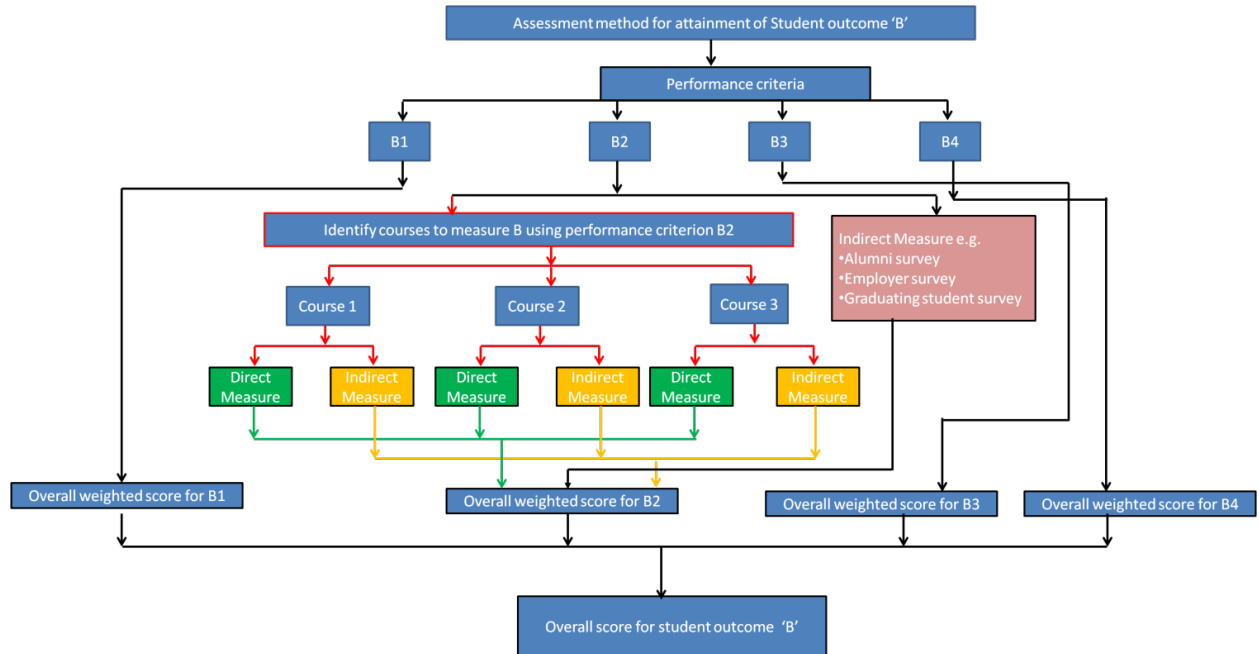 Assessment method for attainment of Student outcome ‘B’
Performance criteria
B1
B2
B3
B4
Identify courses to measure B using performance criterion B2
Indirect Measure e.g.
•Alumni survey
•Employer survey
•Graduating student survey
Course 1
Course 2
Course 3
Direct
Measure
Indirect
Measure
Direct
Measure
Indirect
Measure
Direct
Measure
Indirect
Measure
Overall weighted score for B1
Overall weighted score for B2
Overall weighted score for B3
Overall weighted score for B4
Overall score for student outcome ‘B’